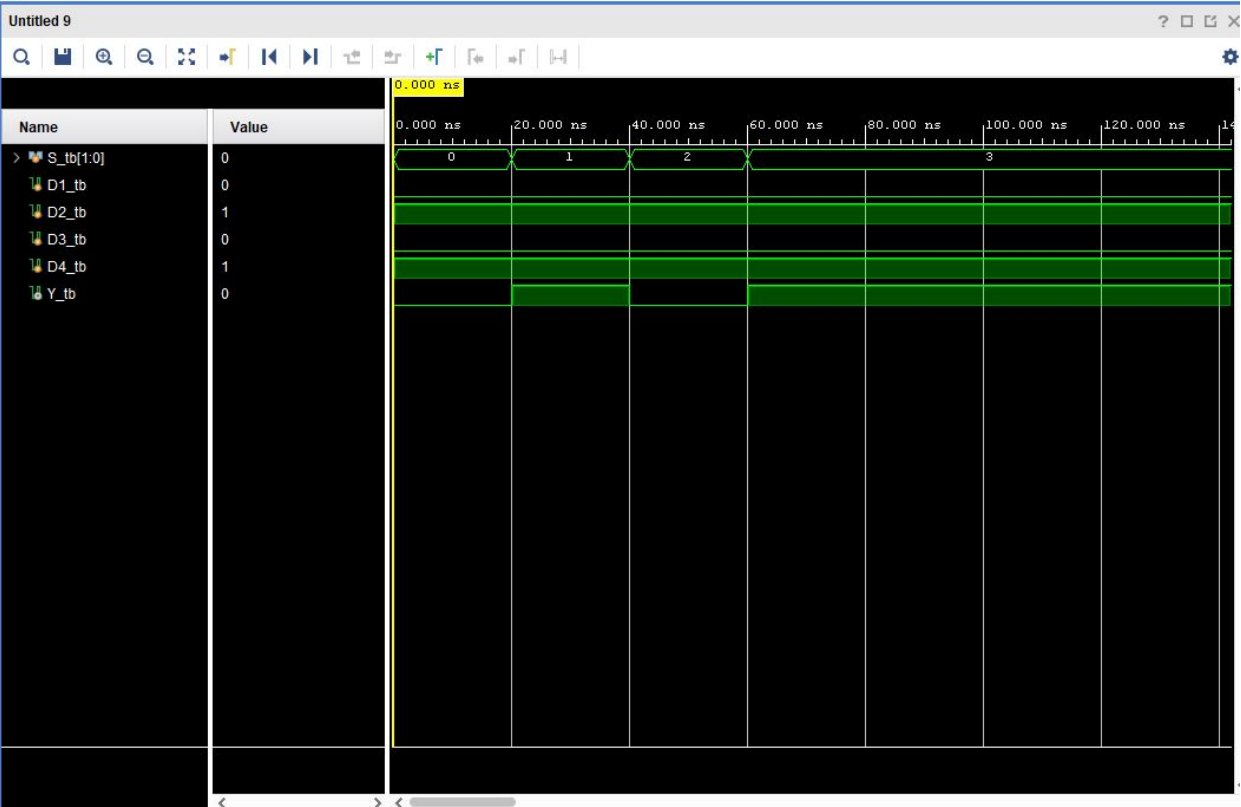 Untitled 9
0.000 ns
Name Value
0.000 ns 20.000 ns 40.000 ns 60.000 ns 80.000 ns 100.000 ns 120.000 ns 14
S_tb[1:0] 0 0 1 2 3
D1_tb 0
D2_tb 1
D3_tb 0
D4_tb 1
Y_tb 0